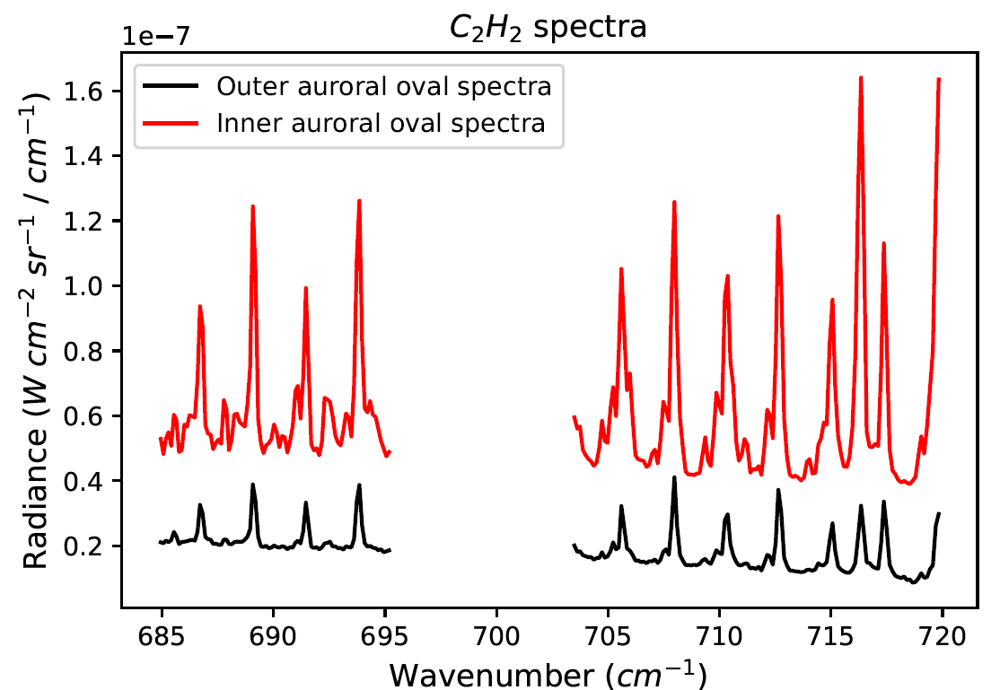 C₂H₂ spectra
1e−7
Outer auroral oval spectra
Inner auroral oval spectra
Radiance (W cm⁻² sr⁻¹ / cm⁻¹)
1.6
1.4
1.2
1.0
0.8
0.6
0.4
0.2
685 690 695 700 705 710 715 720
Wavenumber (cm⁻¹)